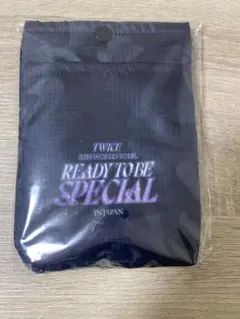 TWICE
5TH WORLD TOUR
READY TO BE
SPECIAL
IN JAPAN